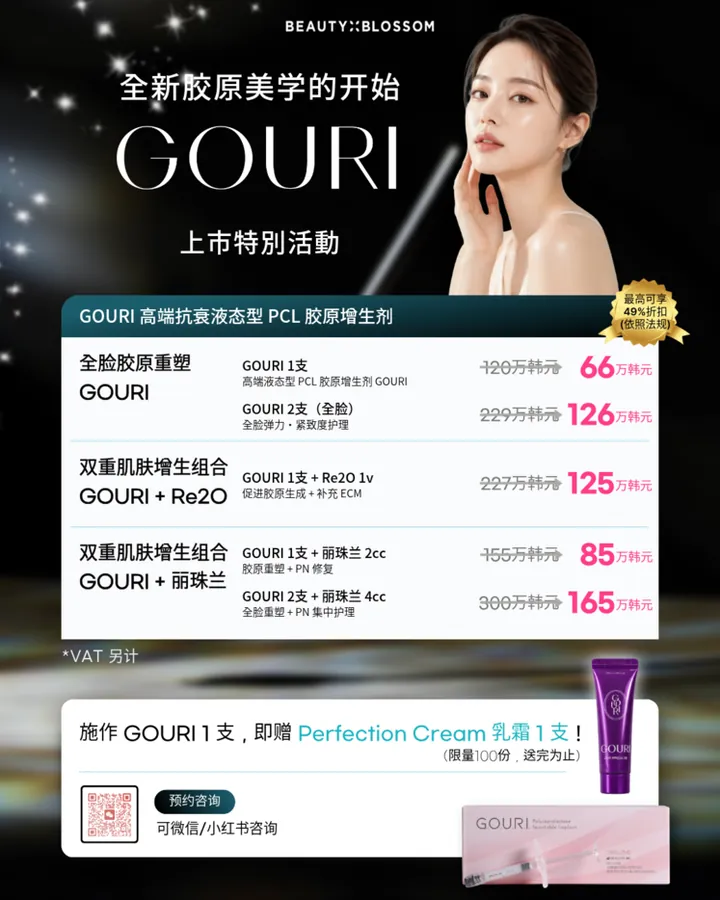 BEAUTY BLOSSOM
全新胶原美学的开始
GOURI
上市特別活動
GOURI 高端抗衰液态型 PCL 胶原增生剂
最高可享
49%折扣
(依照法规)
全脸胶原重塑
GOURI
GOURI 1支
高端液态型 PCL 胶原增生剂 GOURI
120万韩元 66万韩元
GOURI 2支（全脸）
全脸弹力・紧致度护理
229万韩元 126万韩元
双重肌肤增生组合
GOURI + Re2O
GOURI 1支 + Re2O 1v
促进胶原生成 + 补充 ECM
227万韩元 125万韩元
双重肌肤增生组合
GOURI + 丽珠兰
GOURI 1支 + 丽珠兰 2cc
胶原重塑 + PN 修复
155万韩元 85万韩元
GOURI 2支 + 丽珠兰 4cc
全脸重塑 + PN 集中护理
300万韩元 165万韩元
*VAT 另计
施作 GOURI 1 支 , 即赠 Perfection Cream 乳霜 1 支 !
（限量100份 , 送完为止）
预约咨询
可微信/小红书咨询
GOURI
GOURI